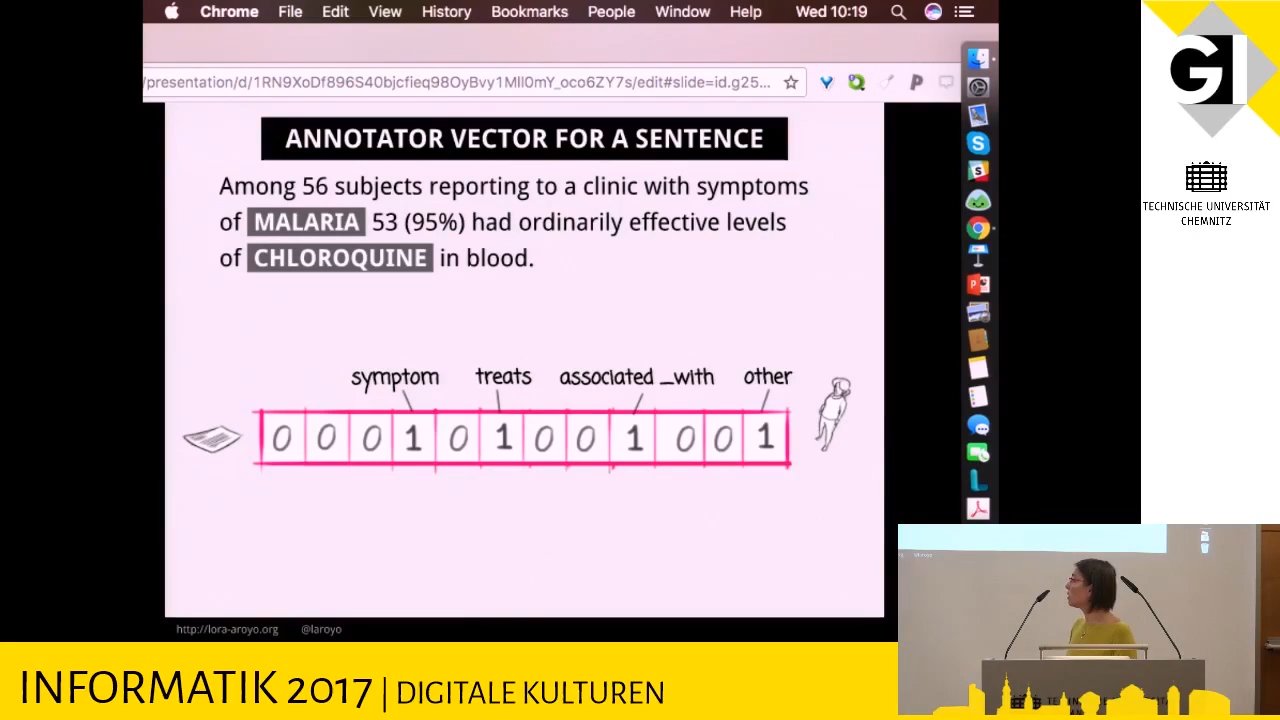 Chrome File Edit View History Bookmarks People Window Help Wed 10:19
/presentation/d/1RN9XoDf896S40bjcfieq98OyBvy1Mll0mY_oco6ZY7s/edit#slide=id.g25...
ANNOTATOR VECTOR FOR A SENTENCE
Among 56 subjects reporting to a clinic with symptoms
of MALARIA 53 (95%) had ordinarily effective levels
of CHLOROQUINE in blood.
symptom treats associated_with other
0 0 0 1 0 1 0 0 1 0 0 1
http://lora-aroyo.org @laroyo
GI
TECHNISCHE UNIVERSITÄT
CHEMNITZ
INFORMATIK 2017 | DIGITALE KULTUREN